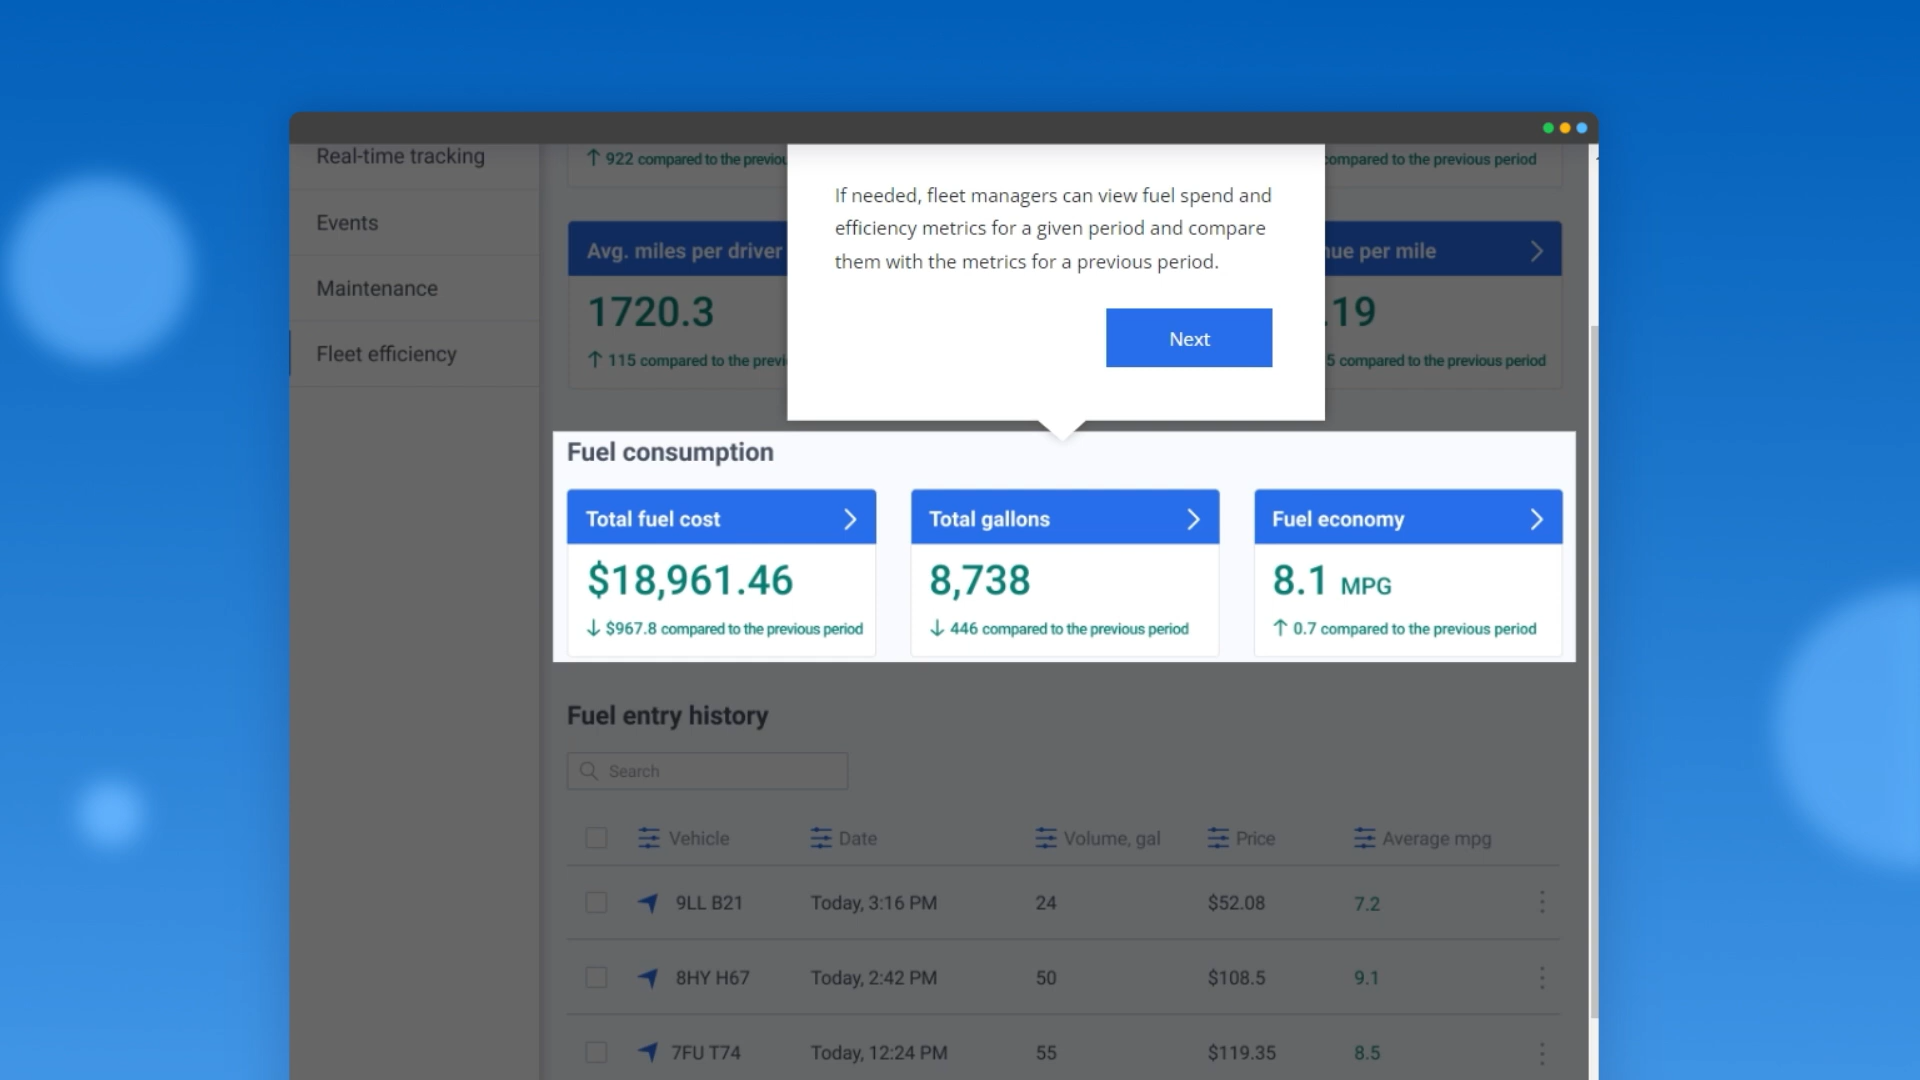 Real-time tracking
Events
Maintenance
Fleet efficiency
↑ 922 compared to the
compared to the previous period
If needed, fleet managers can view fuel spend and
efficiency metrics for a given period and compare
them with the metrics for a previous period.
Next
Avg. miles per driver
1720.3
↑ 115 compared to the
per mile
.19
5 compared to the previous period
Fuel consumption
Total fuel cost
$18,961.46
↓ $967.8 compared to the previous period
Total gallons
8,738
↓ 446 compared to the previous period
Fuel economy
8.1 MPG
↑ 0.7 compared to the previous period
Fuel entry history
Search
Vehicle Date Volume, gal Price Average mpg
9LL B21 Today, 3:16 PM 24 $52.08 7.2
8HY H67 Today, 2:42 PM 50 $108.5 9.1
7FU T74 Today, 12:24 PM 55 $119.35 8.5